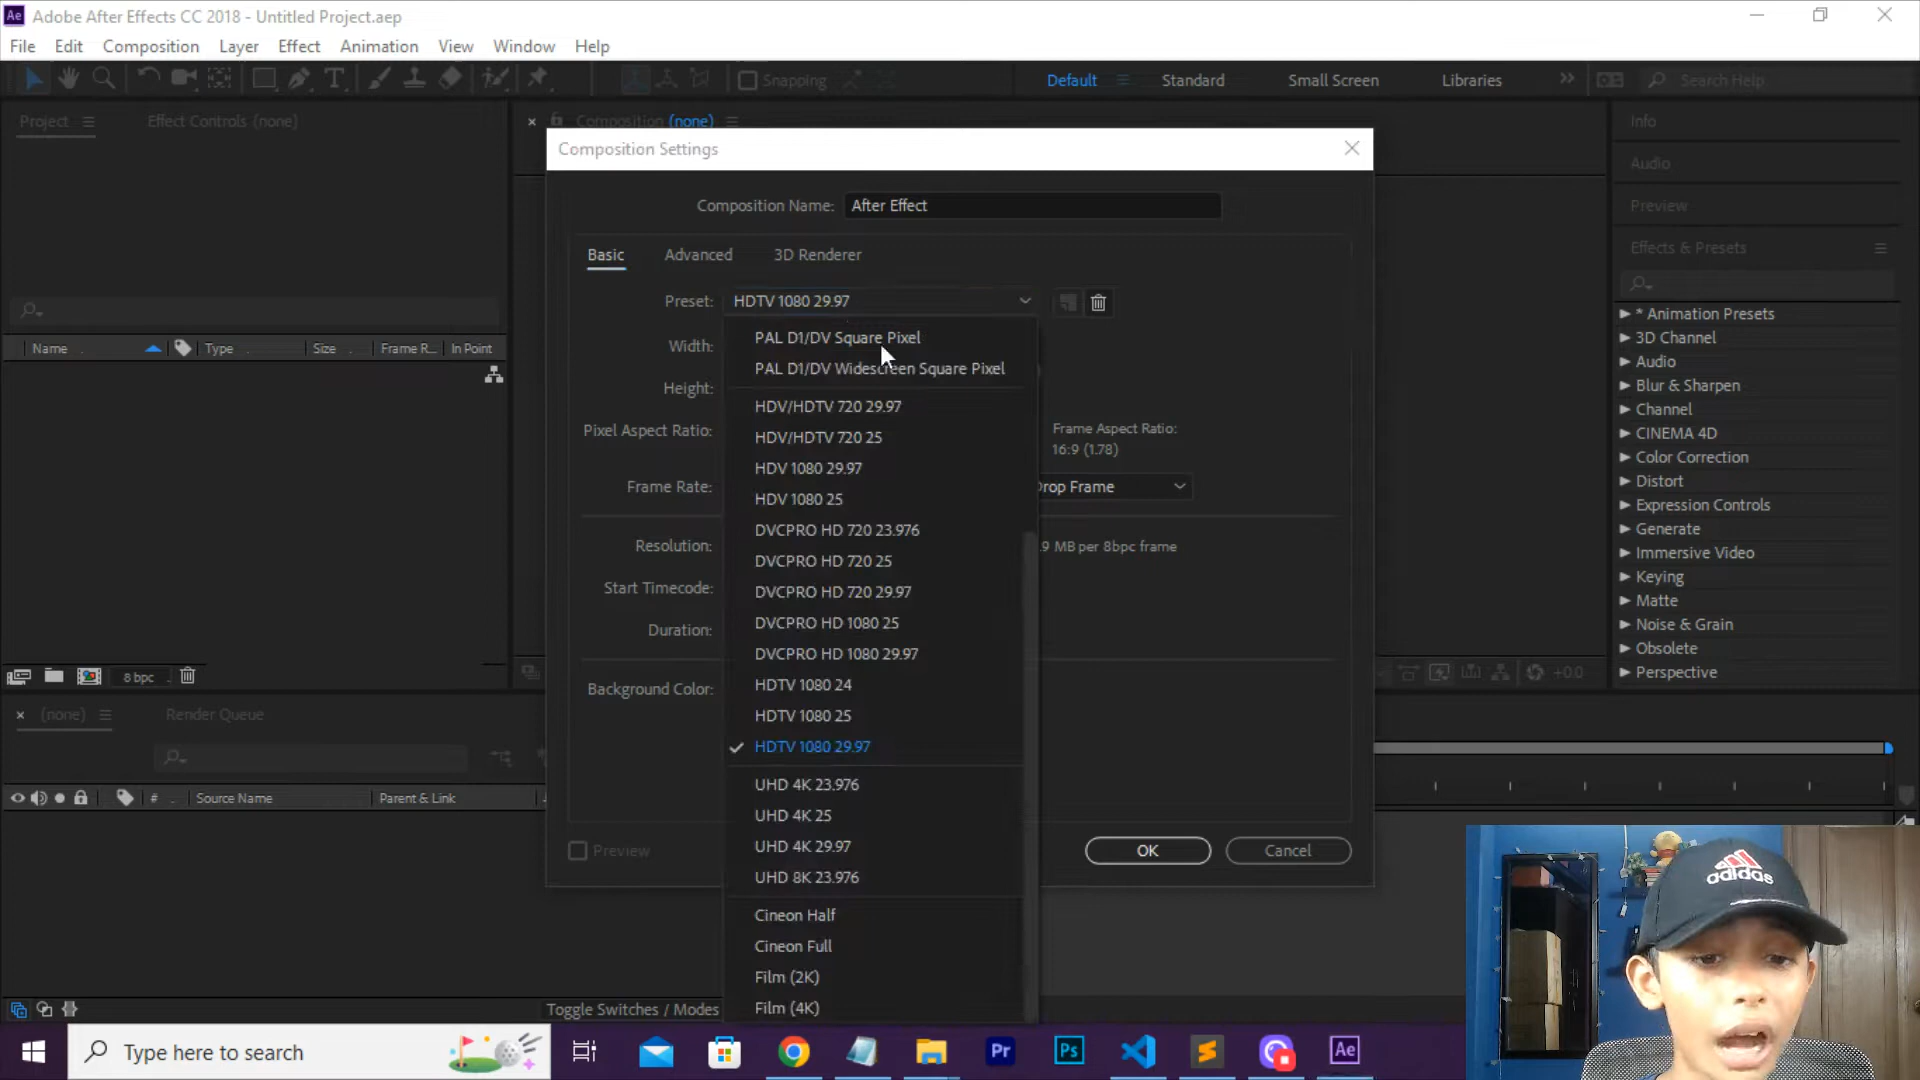 Ae Adobe After Effects CC 2018 - Untitled Project.aep
File Edit Composition Layer Effect Animation View Window Help
Snapping Default Standard Small Screen Libraries Search Help
Project Effect Controls (none)
Composition (none)
Info
Composition Settings
Audio
Composition Name: After Effect
Preview
Basic Advanced 3D Renderer
Effects & Presets
Preset: HDTV 1080 29.97
* Animation Presets
PAL D1/DV Square Pixel
3D Channel
Name Type Size Frame R... In Point
Width:
Audio
PAL D1/DV Widescreen Square Pixel
Blur & Sharpen
Height:
HDV/HDTV 720 29.97
Channel
Pixel Aspect Ratio:
Frame Aspect Ratio:
16:9 (1.78)
HDV/HDTV 720 25
CINEMA 4D
HDV 1080 29.97
Color Correction
Frame Rate:
Drop Frame
Distort
HDV 1080 25
Expression Controls
DVCPRO HD 720 23.976
Generate
Resolution:
.9 MB per 8bpc frame
Immersive Video
DVCPRO HD 720 25
Keying
Start Timecode:
DVCPRO HD 720 29.97
Matte
DVCPRO HD 1080 25
Noise & Grain
Duration:
DVCPRO HD 1080 29.97
Obsolete
8 bpc
HDTV 1080 24
Perspective
+0.0
Background Color:
HDTV 1080 25
(none) Render Queue
HDTV 1080 29.97
UHD 4K 23.976
# Source Name Parent & Link
UHD 4K 25
UHD 4K 29.97
Preview
OK Cancel
UHD 8K 23.976
adidas
Cineon Half
Cineon Full
Film (2K)
Toggle Switches / Modes
Film (4K)
Type here to search
Pr Ps Ae